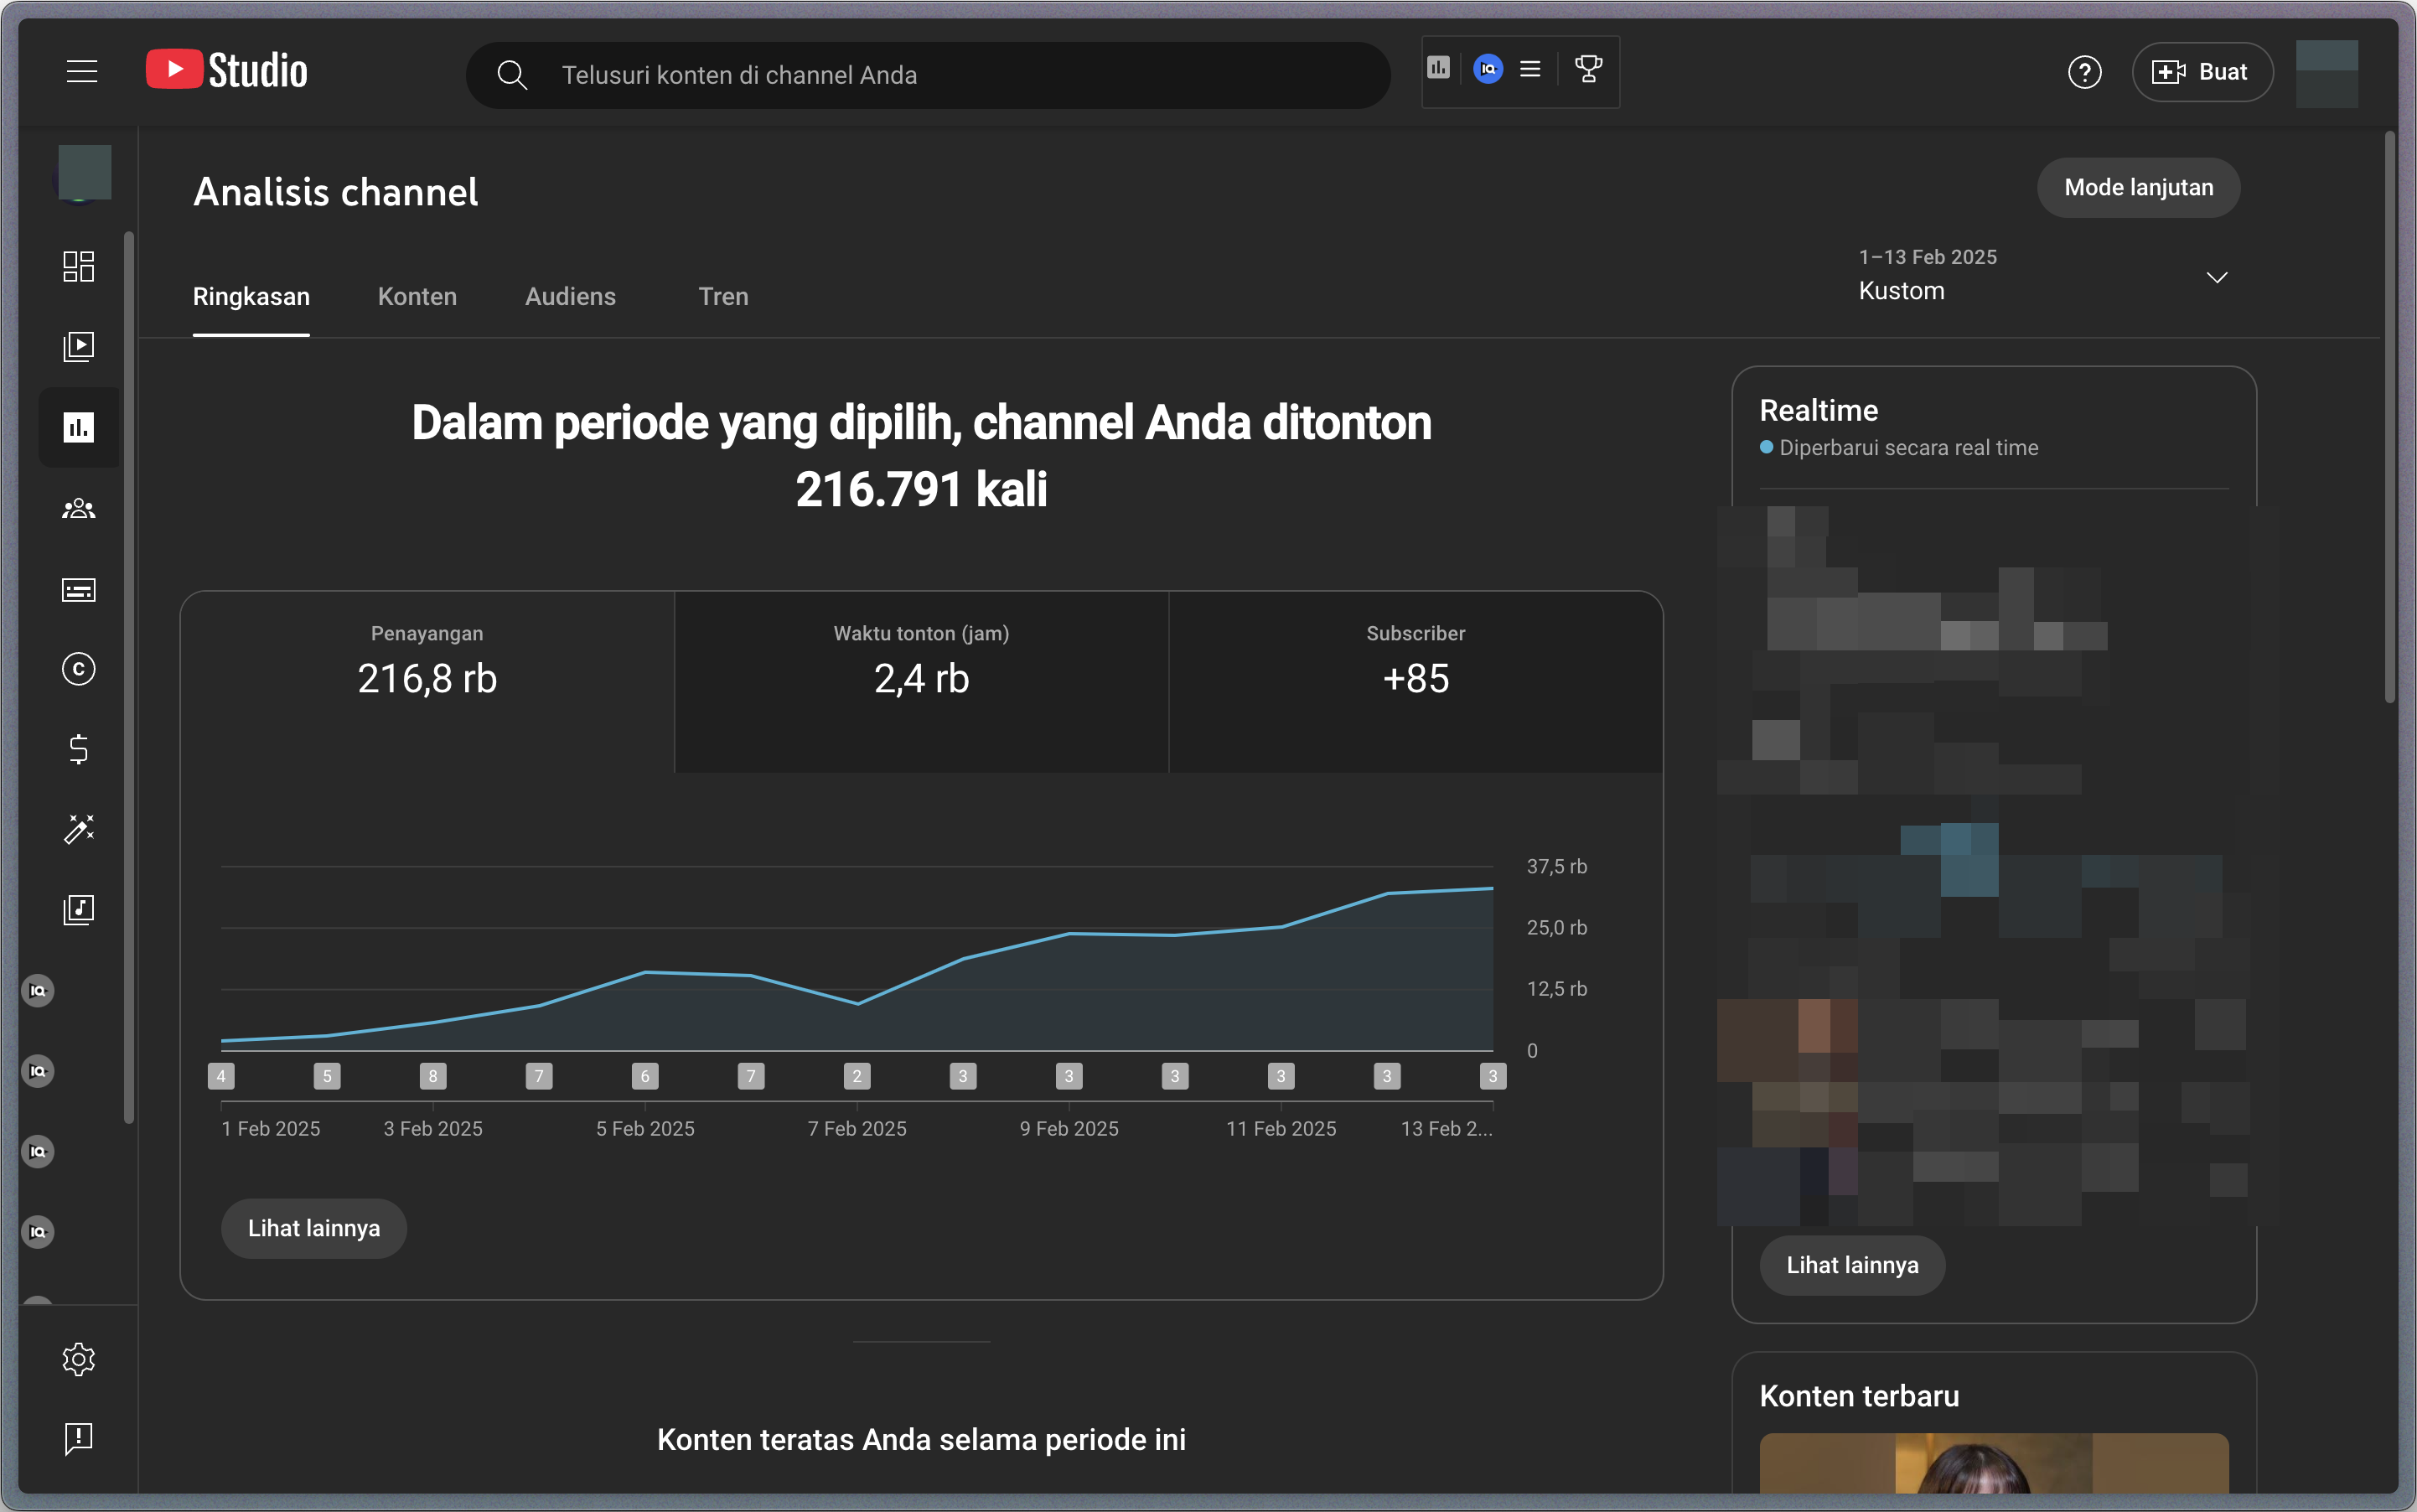 Studio
Telusuri konten di channel Anda
IQ
?
Buat
Analisis channel
Mode lanjutan
1–13 Feb 2025
Kustom
Ringkasan
Konten
Audiens
Tren
Dalam periode yang dipilih, channel Anda ditonton
216.791 kali
Penayangan
216,8 rb
Waktu tonton (jam)
2,4 rb
Subscriber
+85
37,5 rb
25,0 rb
12,5 rb
0
4 5 8 7 6 7 2 3 3 3 3 3 3
1 Feb 2025 3 Feb 2025 5 Feb 2025 7 Feb 2025 9 Feb 2025 11 Feb 2025 13 Feb 2...
Lihat lainnya
Konten teratas Anda selama periode ini
Realtime
Diperbarui secara real time
Lihat lainnya
Konten terbaru
C
IQ
IQ
IQ
IQ